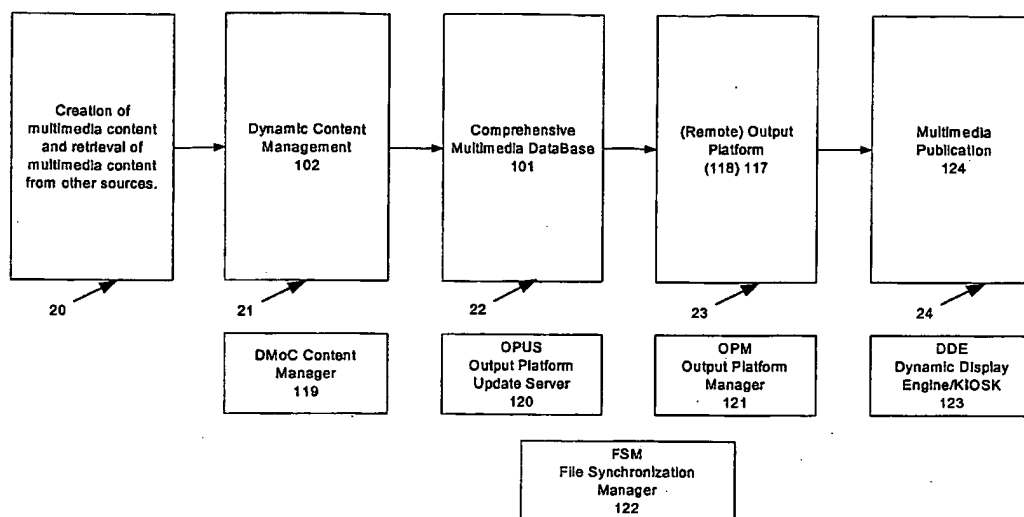 Creation of
multimedia content
and retrieval of
multimedia content
from other sources.
Dynamic Content
Management
102
Comprehensive
Multimedia DataBase
101
(Remote) Output
Platform
(118) 117
Multimedia
Publication
124
20
21
22
23
24
DMoC Content
Manager
119
OPUS
Output Platform
Update Server
120
OPM
Output Platform
Manager
121
DDE
Dynamic Display
Engine/KIOSK
123
FSM
File Synchronization
Manager
122